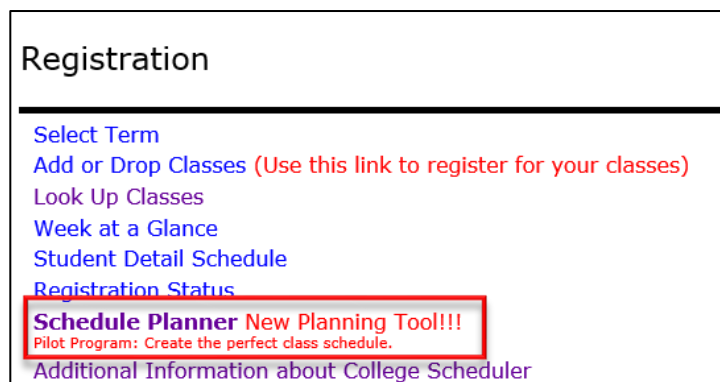 Registration
Select Term
Add or Drop Classes (Use this link to register for your classes)
Look Up Classes
Week at a Glance
Student Detail Schedule
Registration Status
Schedule Planner New Planning Tool!!!
Pilot Program: Create the perfect class schedule.
Additional Information about College Scheduler